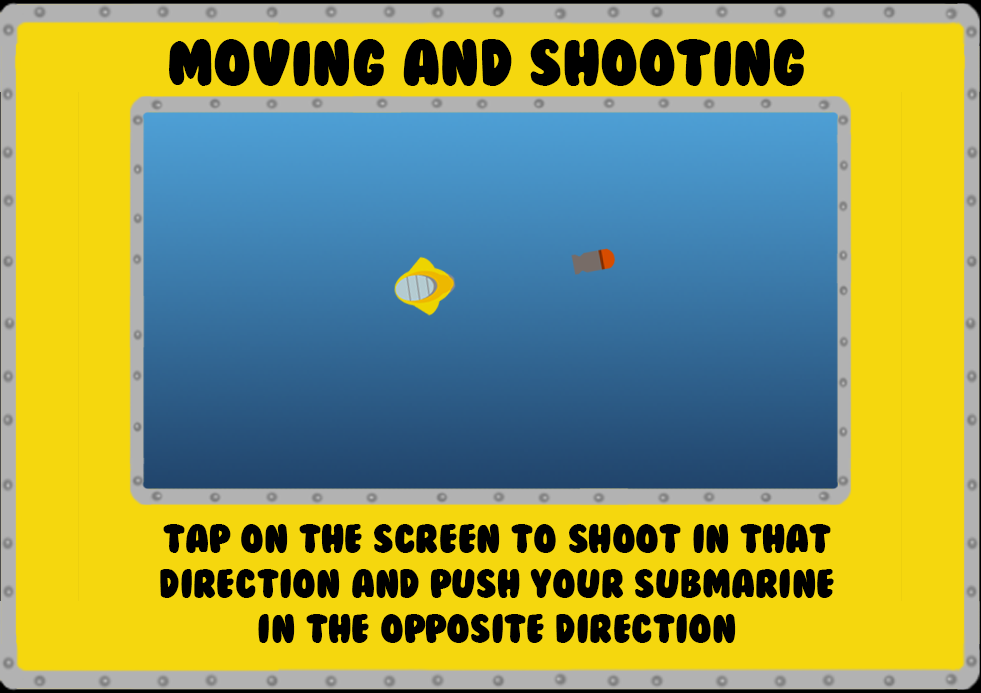 MOVING AND SHOOTING
TAP ON THE SCREEN TO SHOOT IN THAT
DIRECTION AND PUSH YOUR SUBMARINE
IN THE OPPOSITE DIRECTION